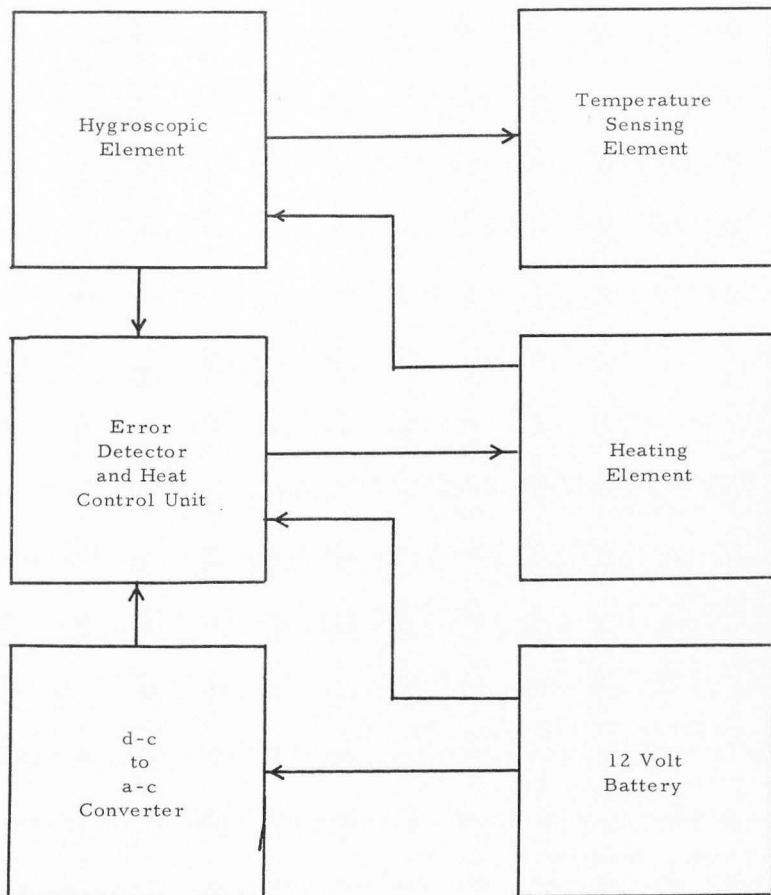 Hygroscopic
Element
Temperature
Sensing
Element
Error
Detector
and Heat
Control Unit
Heating
Element
d-c
to
a-c
Converter
12 Volt
Battery